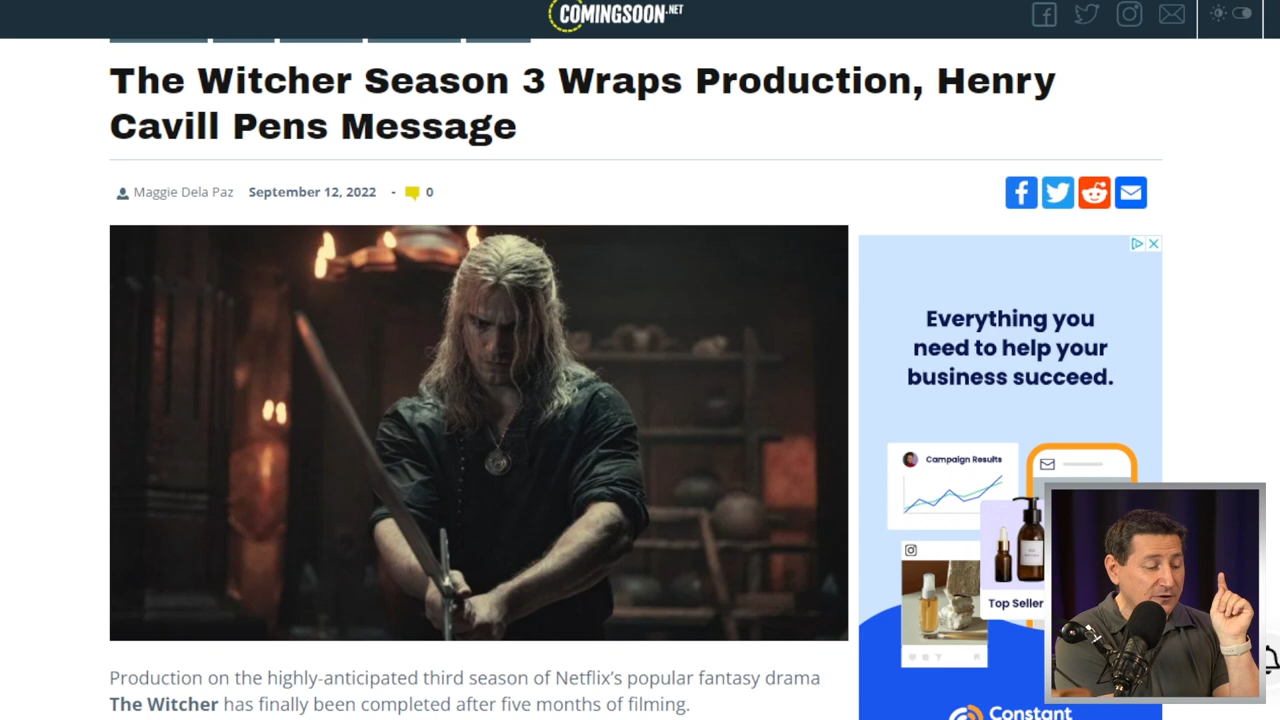 COMINGSOON.NET
The Witcher Season 3 Wraps Production, Henry
Cavill Pens Message
Maggie Dela Paz September 12, 2022 - 0
Everything you
need to help your
business succeed.
Campaign Results
Top Seller
Production on the highly-anticipated third season of Netflix's popular fantasy drama
The Witcher has finally been completed after five months of filming.
Constant